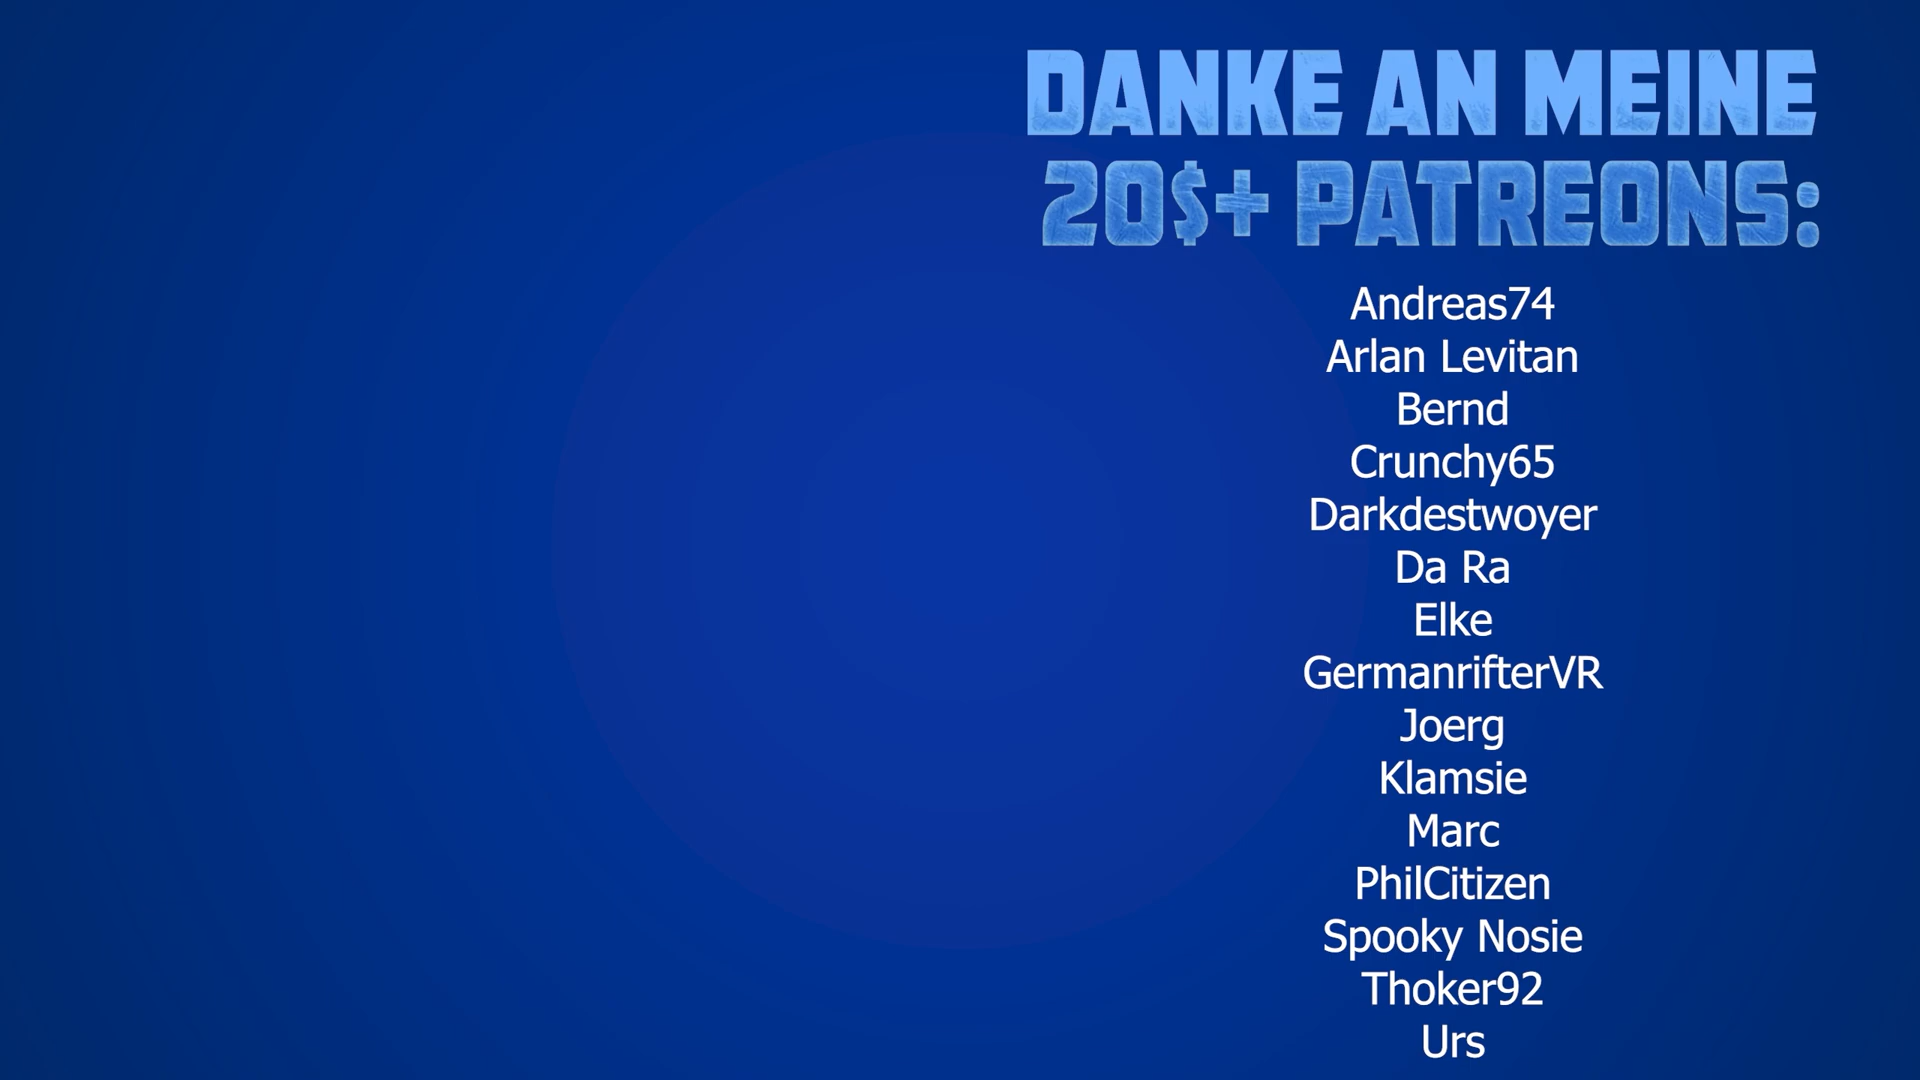 DANKE AN MEINE
20$+ PATREONS:
Andreas74
Arlan Levitan
Bernd
Crunchy65
Darkdestwoyer
Da Ra
Elke
GermanrifterVR
Joerg
Klamsie
Marc
PhilCitizen
Spooky Nosie
Thoker92
Urs